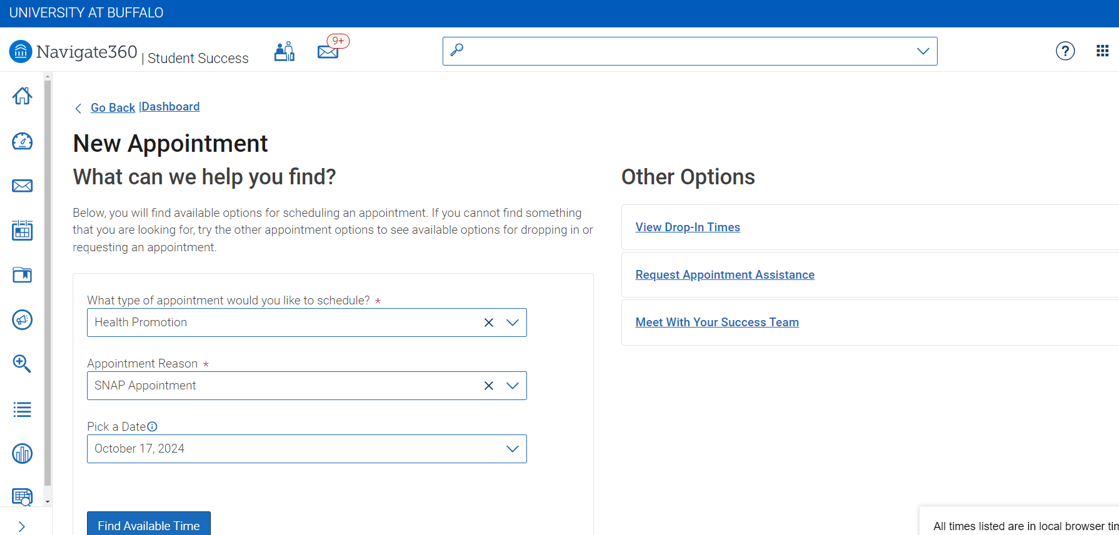 UNIVERSITY AT BUFFALO
Navigate360 | Student Success
9+
Go Back |Dashboard
New Appointment
What can we help you find?
Below, you will find available options for scheduling an appointment. If you cannot find something
that you are looking for, try the other appointment options to see available options for dropping in or
requesting an appointment.
What type of appointment would you like to schedule? *
Health Promotion
Appointment Reason *
SNAP Appointment
Pick a Date
October 17, 2024
Find Available Time
Other Options
View Drop-In Times
Request Appointment Assistance
Meet With Your Success Team
All times listed are in local browser